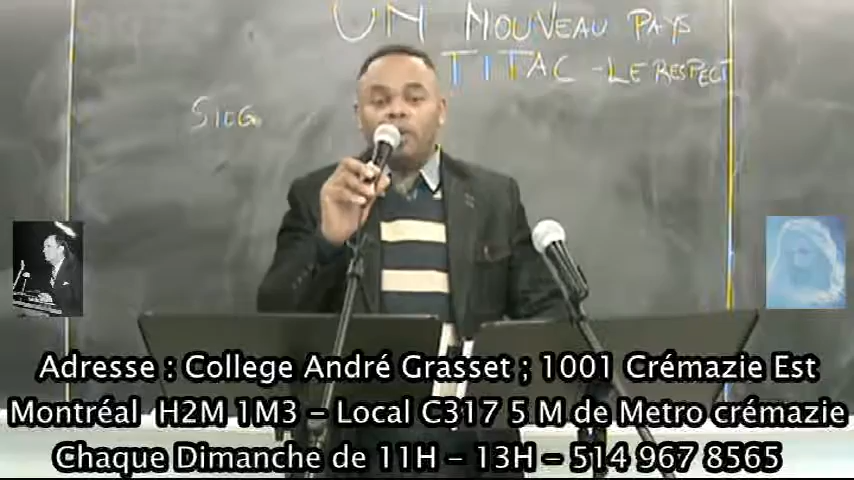 UN NOUVEAU PAYS
TITAC - LE RESPECT
Adresse : College André Grasset ; 1001 Crémazie Est
Montréal H2M 1M3 - Local C317 5 M de Metro crémazie
Chaque Dimanche de 11H - 13H - 514 967 8565